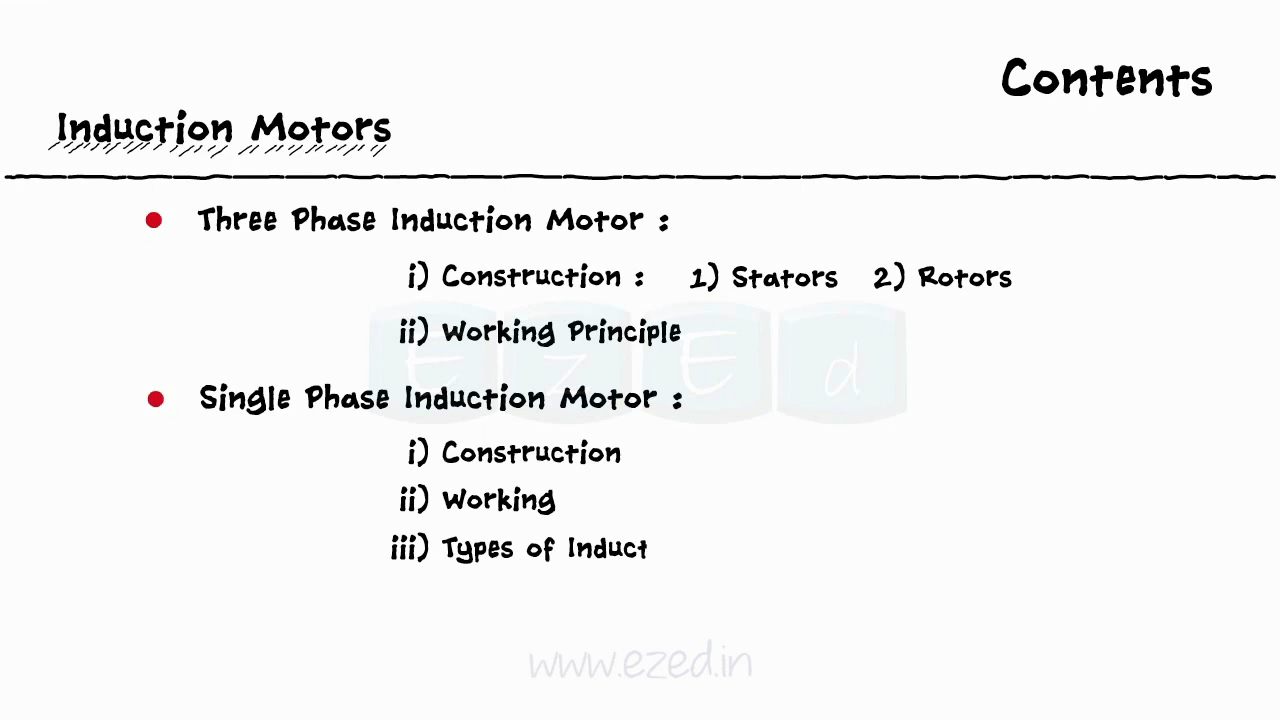 Contents
Induction Motors
Three Phase Induction Motor :
i) Construction : 1) Stators 2) Rotors
ii) Working Principle
EzEd
Single Phase Induction Motor :
i) Construction
ii) Working
iii) Types of Induct
www.ezed.in